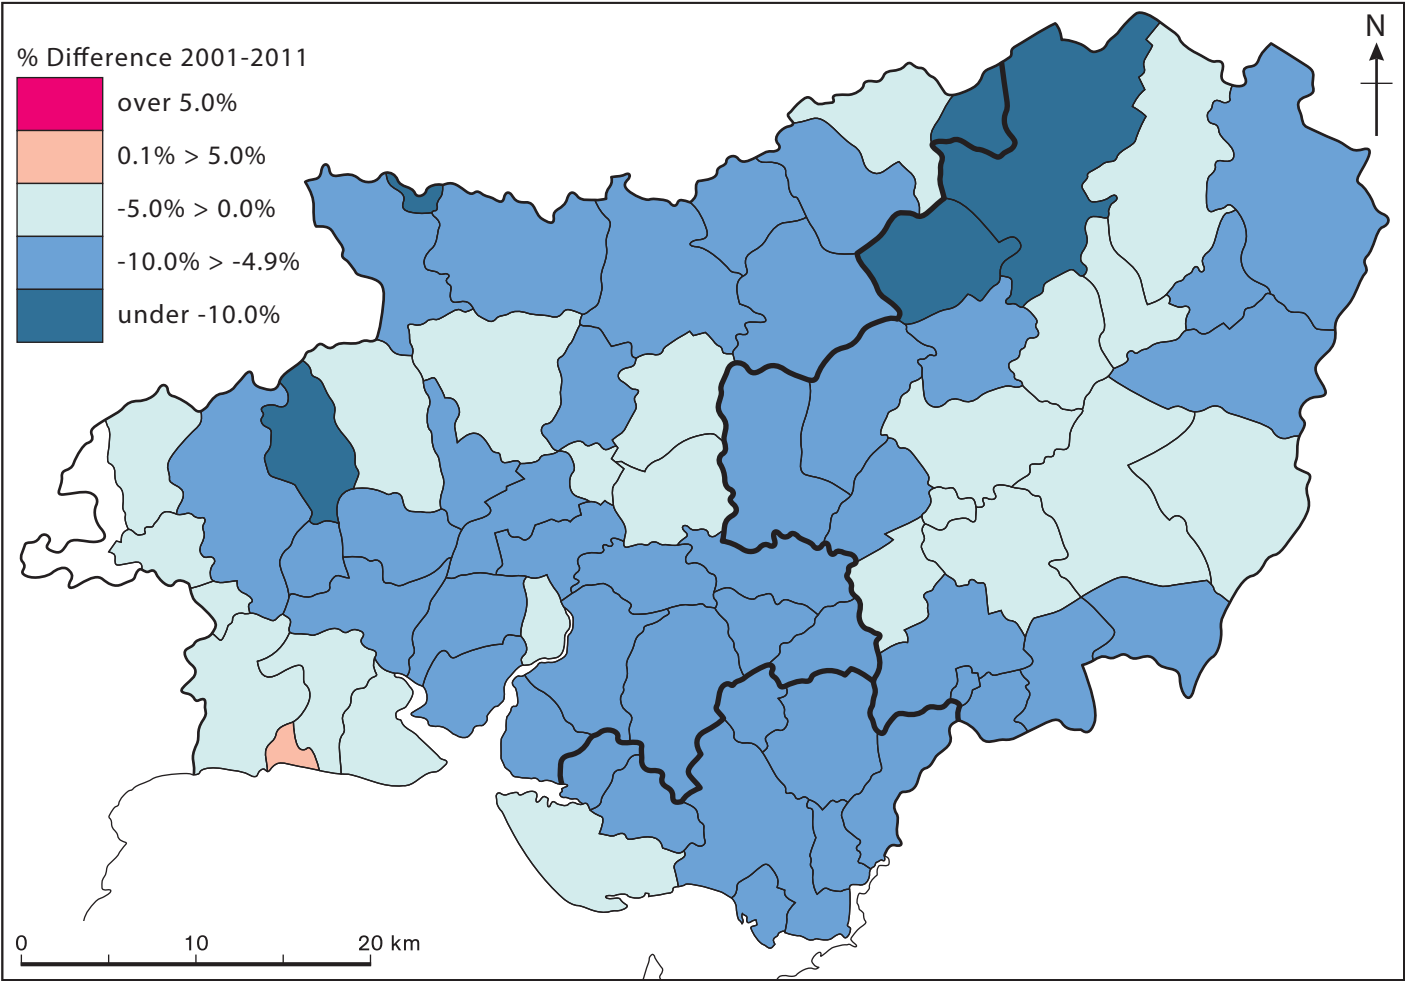 % Difference 2001-2011
over 5.0%
0.1% > 5.0%
-5.0% > 0.0%
-10.0% > -4.9%
under -10.0%
N
0 10 20 km